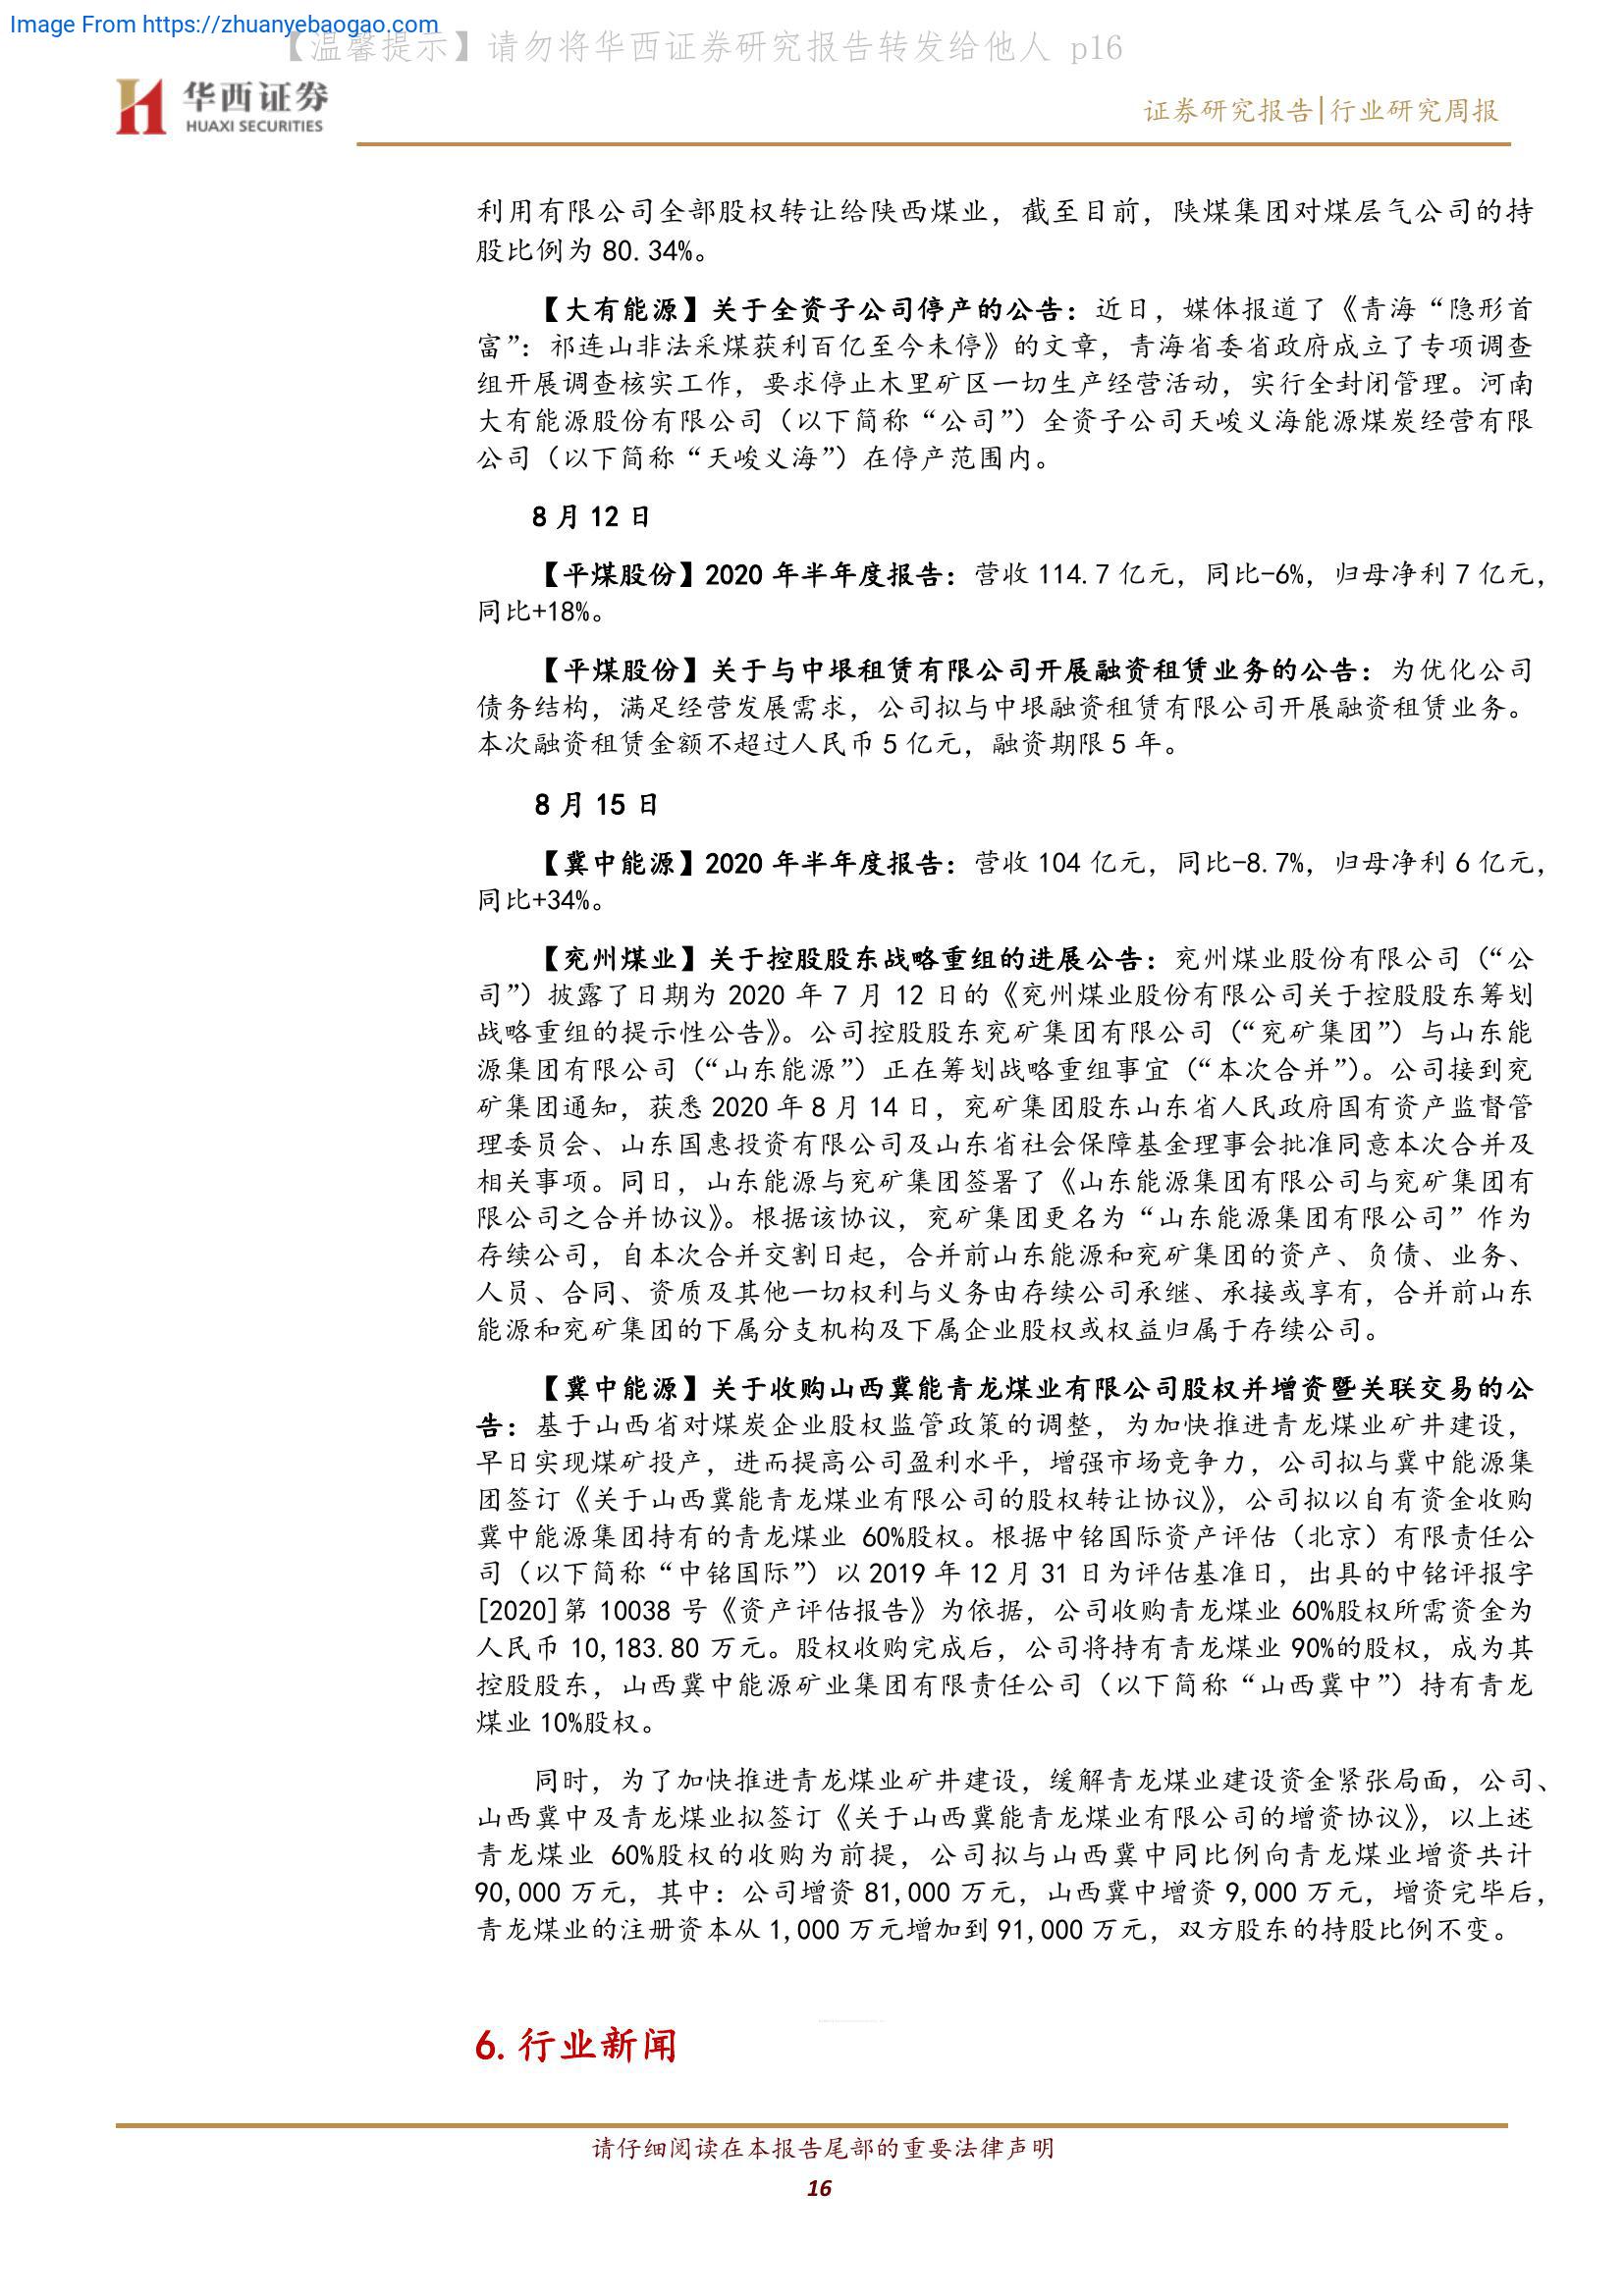 Image From https://zhuanyebaogao.com
【温馨提示】请勿将华西证券研究报告转发给他人 p16
华西证券
HUAXI SECURITIES
证券研究报告|行业研究周报
利用有限公司全部股权转让给陕西煤业，截至目前，陕煤集团对煤层气公司的持
股比例为 80.34%。
【大有能源】关于全资子公司停产的公告：近日，媒体报道了《青海“隐形首
富”：祁连山非法采煤获利百亿至今未停》的文章，青海省委省政府成立了专项调查
组开展调查核实工作，要求停止木里矿区一切生产经营活动，实行全封闭管理。河南
大有能源股份有限公司（以下简称“公司”）全资子公司天峻义海能源煤炭经营有限
公司（以下简称“天峻义海”）在停产范围内。
8 月 12 日
【平煤股份】2020 年半年度报告：营收 114.7 亿元，同比-6%，归母净利 7 亿元，
同比+18%。
【平煤股份】关于与中垠租赁有限公司开展融资租赁业务的公告：为优化公司
债务结构，满足经营发展需求，公司拟与中垠融资租赁有限公司开展融资租赁业务。
本次融资租赁金额不超过人民币 5 亿元，融资期限 5 年。
8 月 15 日
【冀中能源】2020 年半年度报告：营收 104 亿元，同比-8.7%，归母净利 6 亿元，
同比+34%。
【兖州煤业】关于控股股东战略重组的进展公告：兖州煤业股份有限公司（“公
司”）披露了日期为 2020 年 7 月 12 日的《兖州煤业股份有限公司关于控股股东筹划
战略重组的提示性公告》。公司控股股东兖矿集团有限公司（“兖矿集团”）与山东能
源集团有限公司（“山东能源”）正在筹划战略重组事宜（“本次合并”）。公司接到兖
矿集团通知，获悉 2020 年 8 月 14 日，兖矿集团股东山东省人民政府国有资产监督管
理委员会、山东国惠投资有限公司及山东省社会保障基金理事会批准同意本次合并及
相关事项。同日，山东能源与兖矿集团签署了《山东能源集团有限公司与兖矿集团有
限公司之合并协议》。根据该协议，兖矿集团更名为“山东能源集团有限公司”作为
存续公司，自本次合并交割日起，合并前山东能源和兖矿集团的资产、负债、业务、
人员、合同、资质及其他一切权利与义务由存续公司承继、承接或享有，合并前山东
能源和兖矿集团的下属分支机构及下属企业股权或权益归属于存续公司。
【冀中能源】关于收购山西冀能青龙煤业有限公司股权并增资暨关联交易的公
告：基于山西省对煤炭企业股权监管政策的调整，为加快推进青龙煤业矿井建设，
早日实现煤矿投产，进而提高公司盈利水平，增强市场竞争力，公司拟与冀中能源集
团签订《关于山西冀能青龙煤业有限公司的股权转让协议》，公司拟以自有资金收购
冀中能源集团持有的青龙煤业 60%股权。根据中铭国际资产评估（北京）有限责任公
司（以下简称“中铭国际”）以 2019 年 12 月 31 日为评估基准日，出具的中铭评报字
[2020]第 10038 号《资产评估报告》为依据，公司收购青龙煤业 60%股权所需资金为
人民币 10,183.80 万元。股权收购完成后，公司将持有青龙煤业 90%的股权，成为其
控股股东，山西冀中能源矿业集团有限责任公司（以下简称“山西冀中”）持有青龙
煤业 10%股权。
同时，为了加快推进青龙煤业矿井建设，缓解青龙煤业建设资金紧张局面，公司、
山西冀中及青龙煤业拟签订《关于山西冀能青龙煤业有限公司的增资协议》，以上述
青龙煤业 60%股权的收购为前提，公司拟与山西冀中同比例向青龙煤业增资共计
90,000 万元，其中：公司增资 81,000 万元，山西冀中增资 9,000 万元，增资完毕后，
青龙煤业的注册资本从 1,000 万元增加到 91,000 万元，双方股东的持股比例不变。
6. 行业新闻
请仔细阅读在本报告尾部的重要法律声明
16